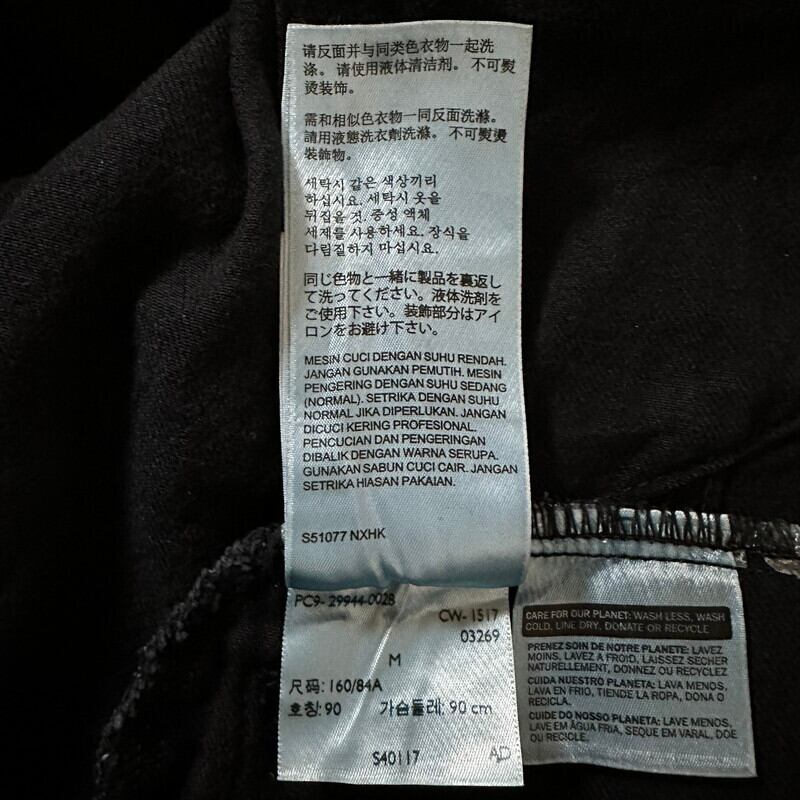 请反面并与同类色衣物一起洗
涤。请使用液体清洁剂。不可熨
烫装饰。
需和相似色衣物一同反面洗滌。
請用液態洗衣劑洗滌。不可熨燙
裝飾物。
세탁시 같은 색상끼리
하십시요. 세탁시 옷을
뒤집을것. 중성 액체
세제를 사용하세요. 장식을
다림질하지 마십시요.
同じ色物と一緒に製品を裏返し
て洗ってください。液体洗剤を
ご使用下さい。装飾部分はアイ
ロンをお避け下さい。
MESIN CUCI DENGAN SUHU RENDAH.
JANGAN GUNAKAN PEMUTIH. MESIN
PENGERING DENGAN SUHU SEDANG
(NORMAL). SETRIKA DENGAN SUHU
NORMAL JIKA DIPERLUKAN. JANGAN
DICUCI KERING PROFESIONAL.
PENCUCIAN DAN PENGERINGAN
DIBALIK DENGAN WARNA SERUPA.
GUNAKAN SABUN CUCI CAIR. JANGAN
SETRIKA HIASAN PAKAIAN.
S51077 NXHK
PC9- 29944-0028
CW- 1517
03269
M
尺码: 160/84A
호칭: 90 가슴둘레: 90 cm
S40117 AD
CARE FOR OUR PLANET: WASH LESS, WASH
COLD, LINE DRY, DONATE OR RECYCLE
PRENEZ SOIN DE NOTRE PLANETE: LAVEZ
MOINS, LAVEZ A FROID, LAISSEZ SECHER
NATURELLEMENT, DONNEZ OU RECYCLEZ
CUIDA NUESTRO PLANETA: LAVA MENOS,
LAVA EN FRIO, TIENDE LA ROPA, DONA O
RECICLA.
CUIDE DO NOSSO PLANETA: LAVE MENOS,
LAVE EM ÁGUA FRIA, SEQUE EM VARAL, DOE
OU RECICLE.